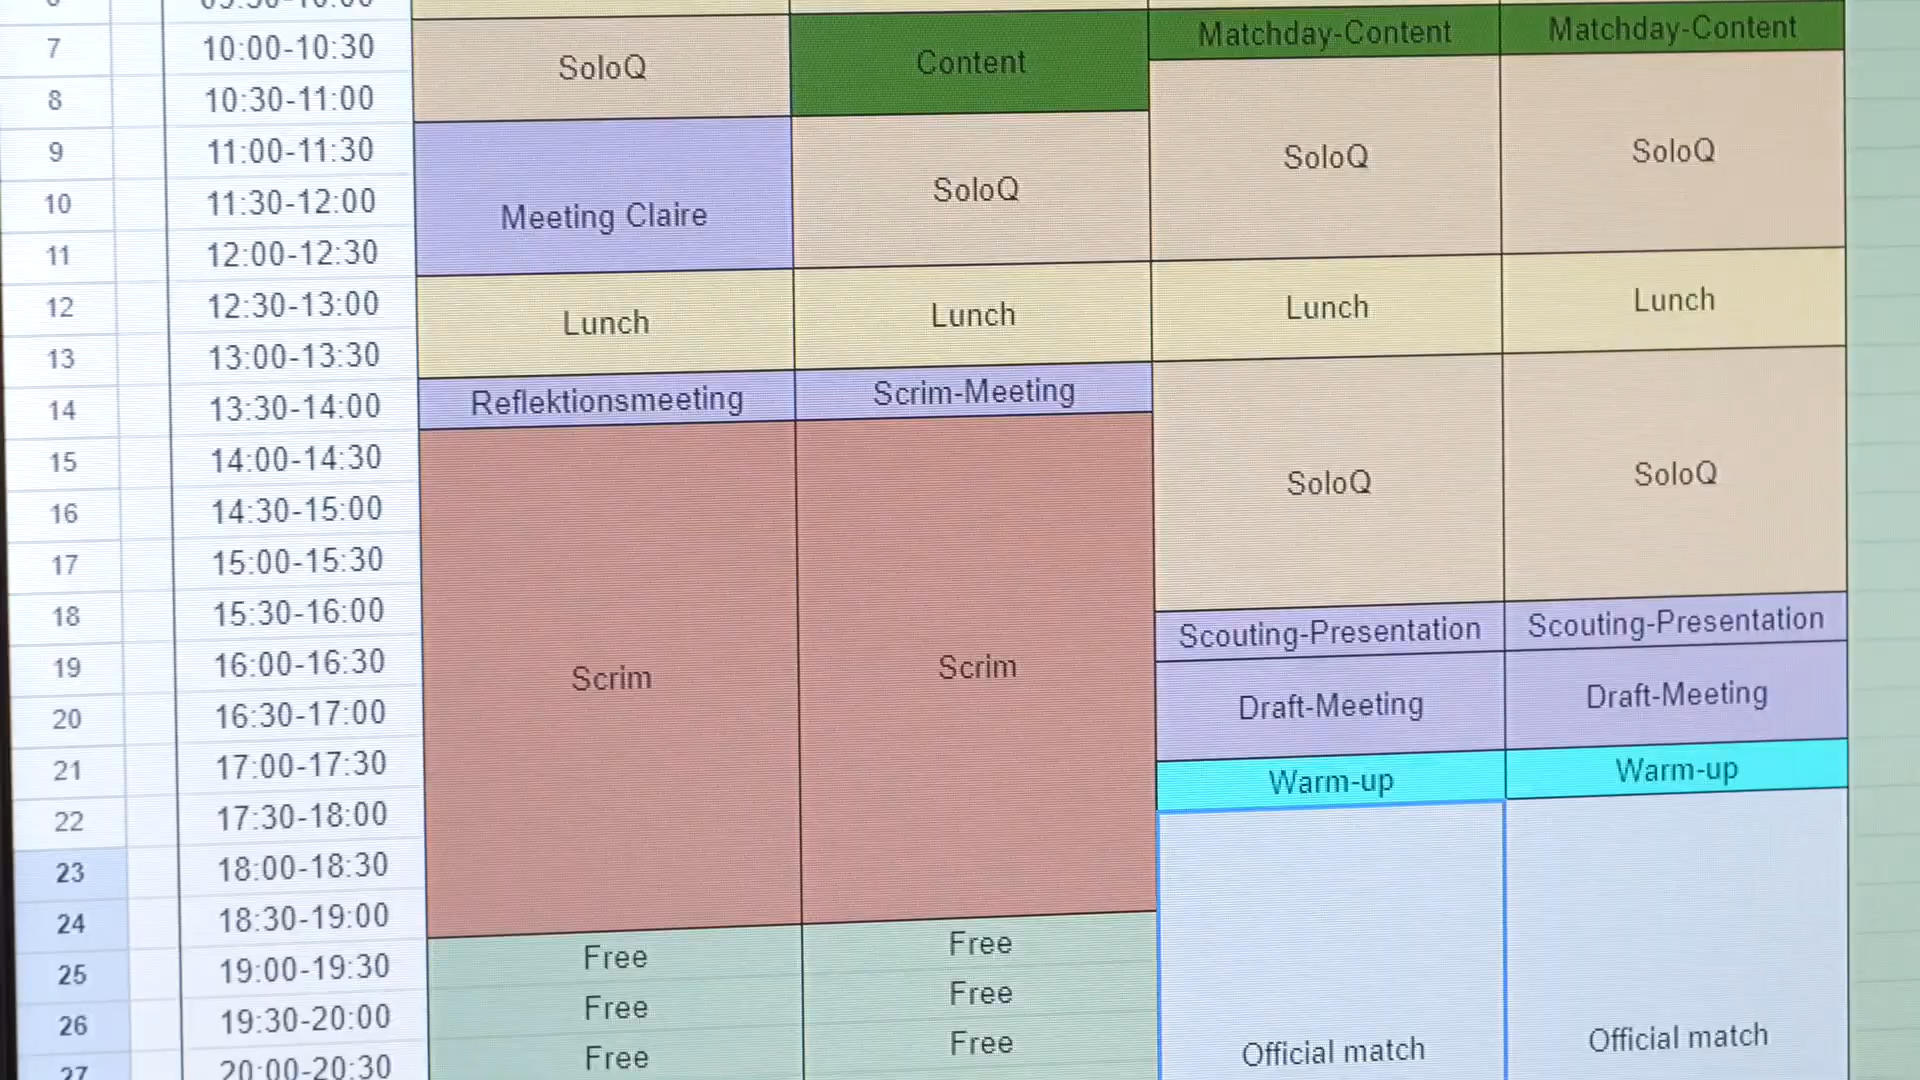 7 10:00-10:30 SoloQ Content Matchday-Content Matchday-Content
8 10:30-11:00
9 11:00-11:30 SoloQ SoloQ
10 11:30-12:00 Meeting Claire SoloQ
11 12:00-12:30
12 12:30-13:00 Lunch Lunch Lunch Lunch
13 13:00-13:30
14 13:30-14:00 Reflektionsmeeting Scrim-Meeting
15 14:00-14:30 SoloQ SoloQ
16 14:30-15:00
17 15:00-15:30
18 15:30-16:00 Scouting-Presentation Scouting-Presentation
19 16:00-16:30 Scrim Scrim
20 16:30-17:00 Draft-Meeting Draft-Meeting
21 17:00-17:30 Warm-up Warm-up
22 17:30-18:00
23 18:00-18:30
24 18:30-19:00
25 19:00-19:30 Free Free
26 19:30-20:00 Free Free
27 20:00-20:30 Free Free Official match Official match